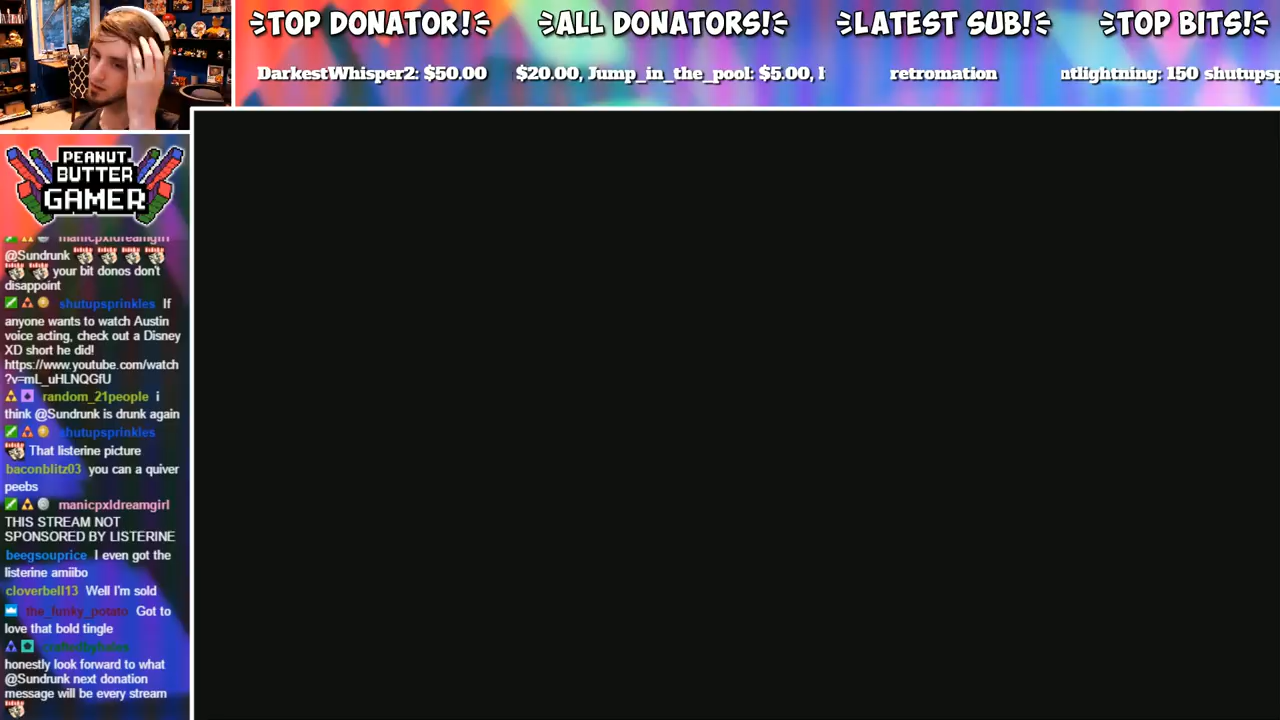 TOP DONATOR!
ALL DONATORS!
LATEST SUB!
TOP BITS!
DarkestWhisper2: $50.00
$20.00, Jump_in_the_pool: $5.00,
retromation
ntlightning: 150 shutupsp
PEANUT
BUTTER
GAMER
manicpxldreamgirl
@Sundrunk
your bit donos don't
disappoint
shutupsprinkles If
anyone wants to watch Austin
voice acting, check out a Disney
XD short he did!
https://www.youtube.com/watch
?v=mL_uHLNQGfU
random_21people i
think @Sundrunk is drunk again
shutupsprinkles
That listerine picture
baconblitz03 you can a quiver
peebs
manicpxldreamgirl
THIS STREAM NOT
SPONSORED BY LISTERINE
beegsouprice I even got the
listerine amiibo
cloverbell13 Well I'm sold
the_funky_potato Got to
love that bold tingle
honestly look forward to what
@Sundrunk next donation
message will be every stream